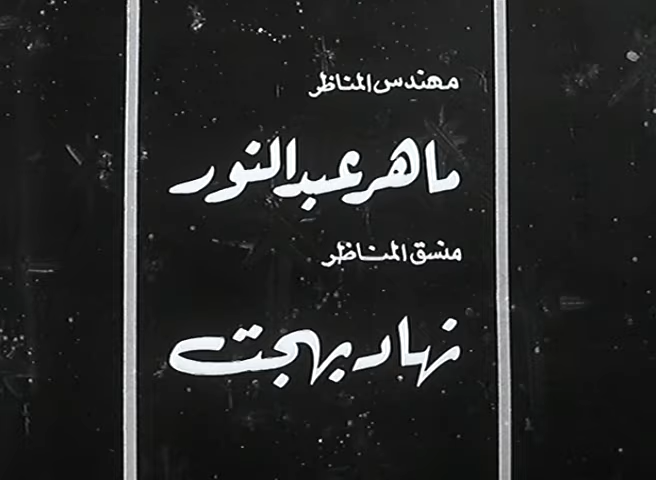 مهندس المناظر
ماهر عبد النور
منسق المناظر
نهاد بهجت